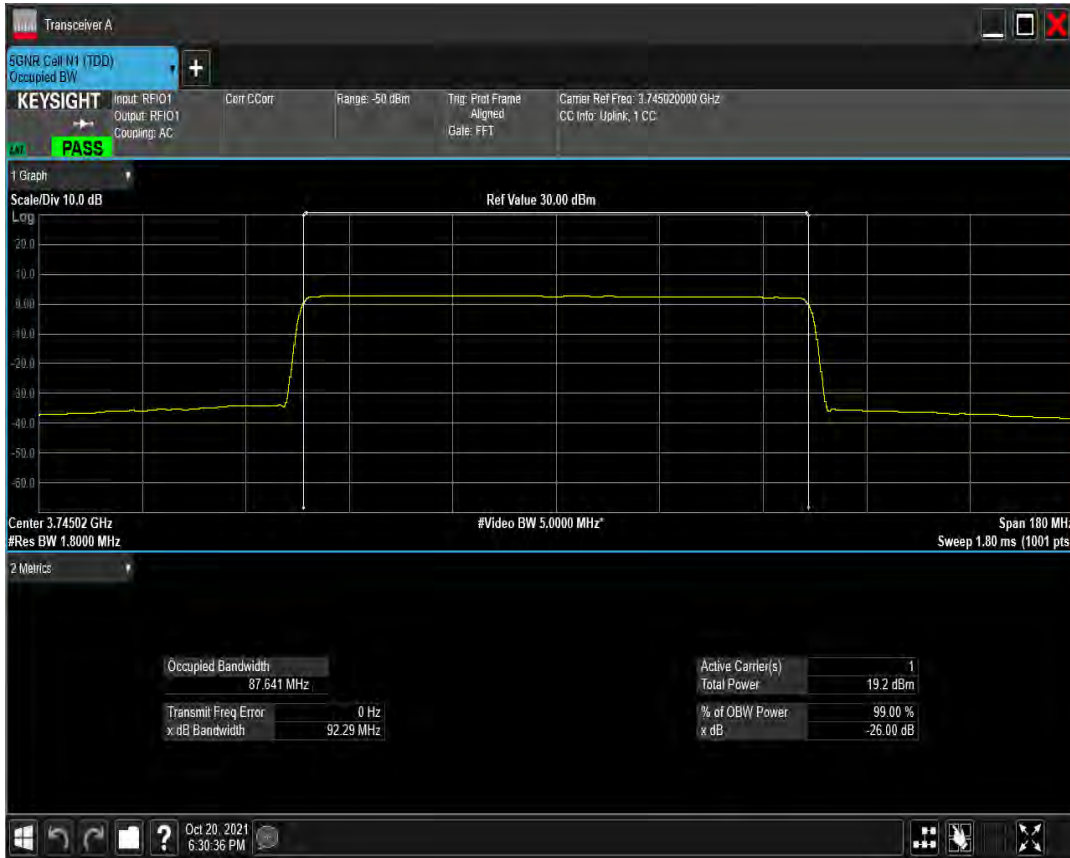 Transceiver A
5GNR Cell N1 (TDD)
Occupied BW
+
KEYSIGHT
PASS
Input: RFIO1
Output: RFIO1
Coupling: AC
Corr CCorr
Range: -50 dBm
Trig: Prot Frame
Aligned
Gate: FFT
Carrier Ref Freq: 3.745020000 GHz
CC Info: Uplink, 1 CC
1 Graph
Scale/Div 10.0 dB
Ref Value 30.00 dBm
Log
20.0
10.0
0.00
-10.0
-20.0
-30.0
-40.0
-50.0
-60.0
Center 3.74502 GHz
#Video BW 5.0000 MHz*
Span 180 MHz
#Res BW 1.8000 MHz
Sweep 1.80 ms (1001 pts
2 Metrics
Occupied Bandwidth
87.641 MHz
Transmit Freq Error 0 Hz
x dB Bandwidth 92.29 MHz
Active Carrier(s) 1
Total Power 19.2 dBm
% of OBW Power 99.00 %
x dB -26.00 dB
?
Oct 20, 2021
6:30:36 PM